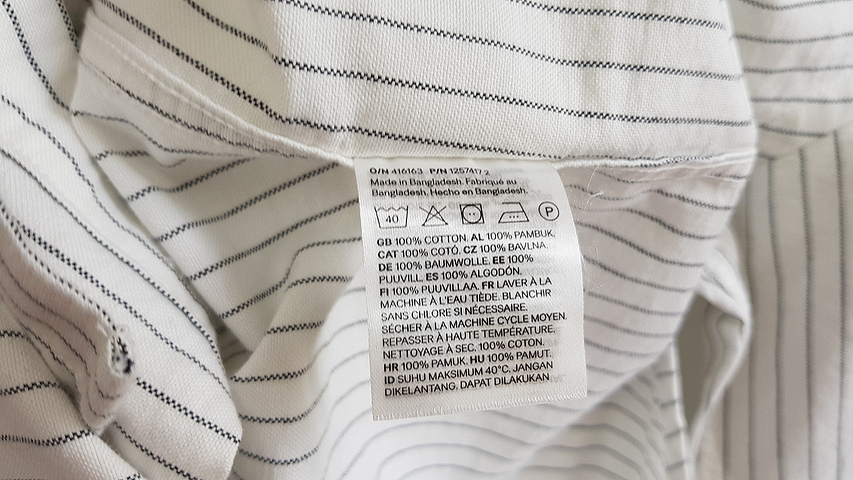 O/N 416163 P/N 1257417 2
Made in Bangladesh. Fabriqué au
Bangladesh. Hecho en Bangladesh.
40 P
GB 100% COTTON. AL 100% PAMBUK.
CAT 100% COTÓ. CZ 100% BAVLNA.
DE 100% BAUMWOLLE. EE 100%
PUUVILL. ES 100% ALGODÓN.
FI 100% PUUVILLAA. FR LAVER À LA
MACHINE À L'EAU TIÈDE. BLANCHIR
SANS CHLORE SI NÉCESSAIRE.
SÉCHER À LA MACHINE CYCLE MOYEN.
REPASSER À HAUTE TEMPÉRATURE.
NETTOYAGE À SEC. 100% COTON.
HR 100% PAMUK. HU 100% PAMUT.
ID SUHU MAKSIMUM 40°C. JANGAN
DIKELANTANG. DAPAT DILAKUKAN